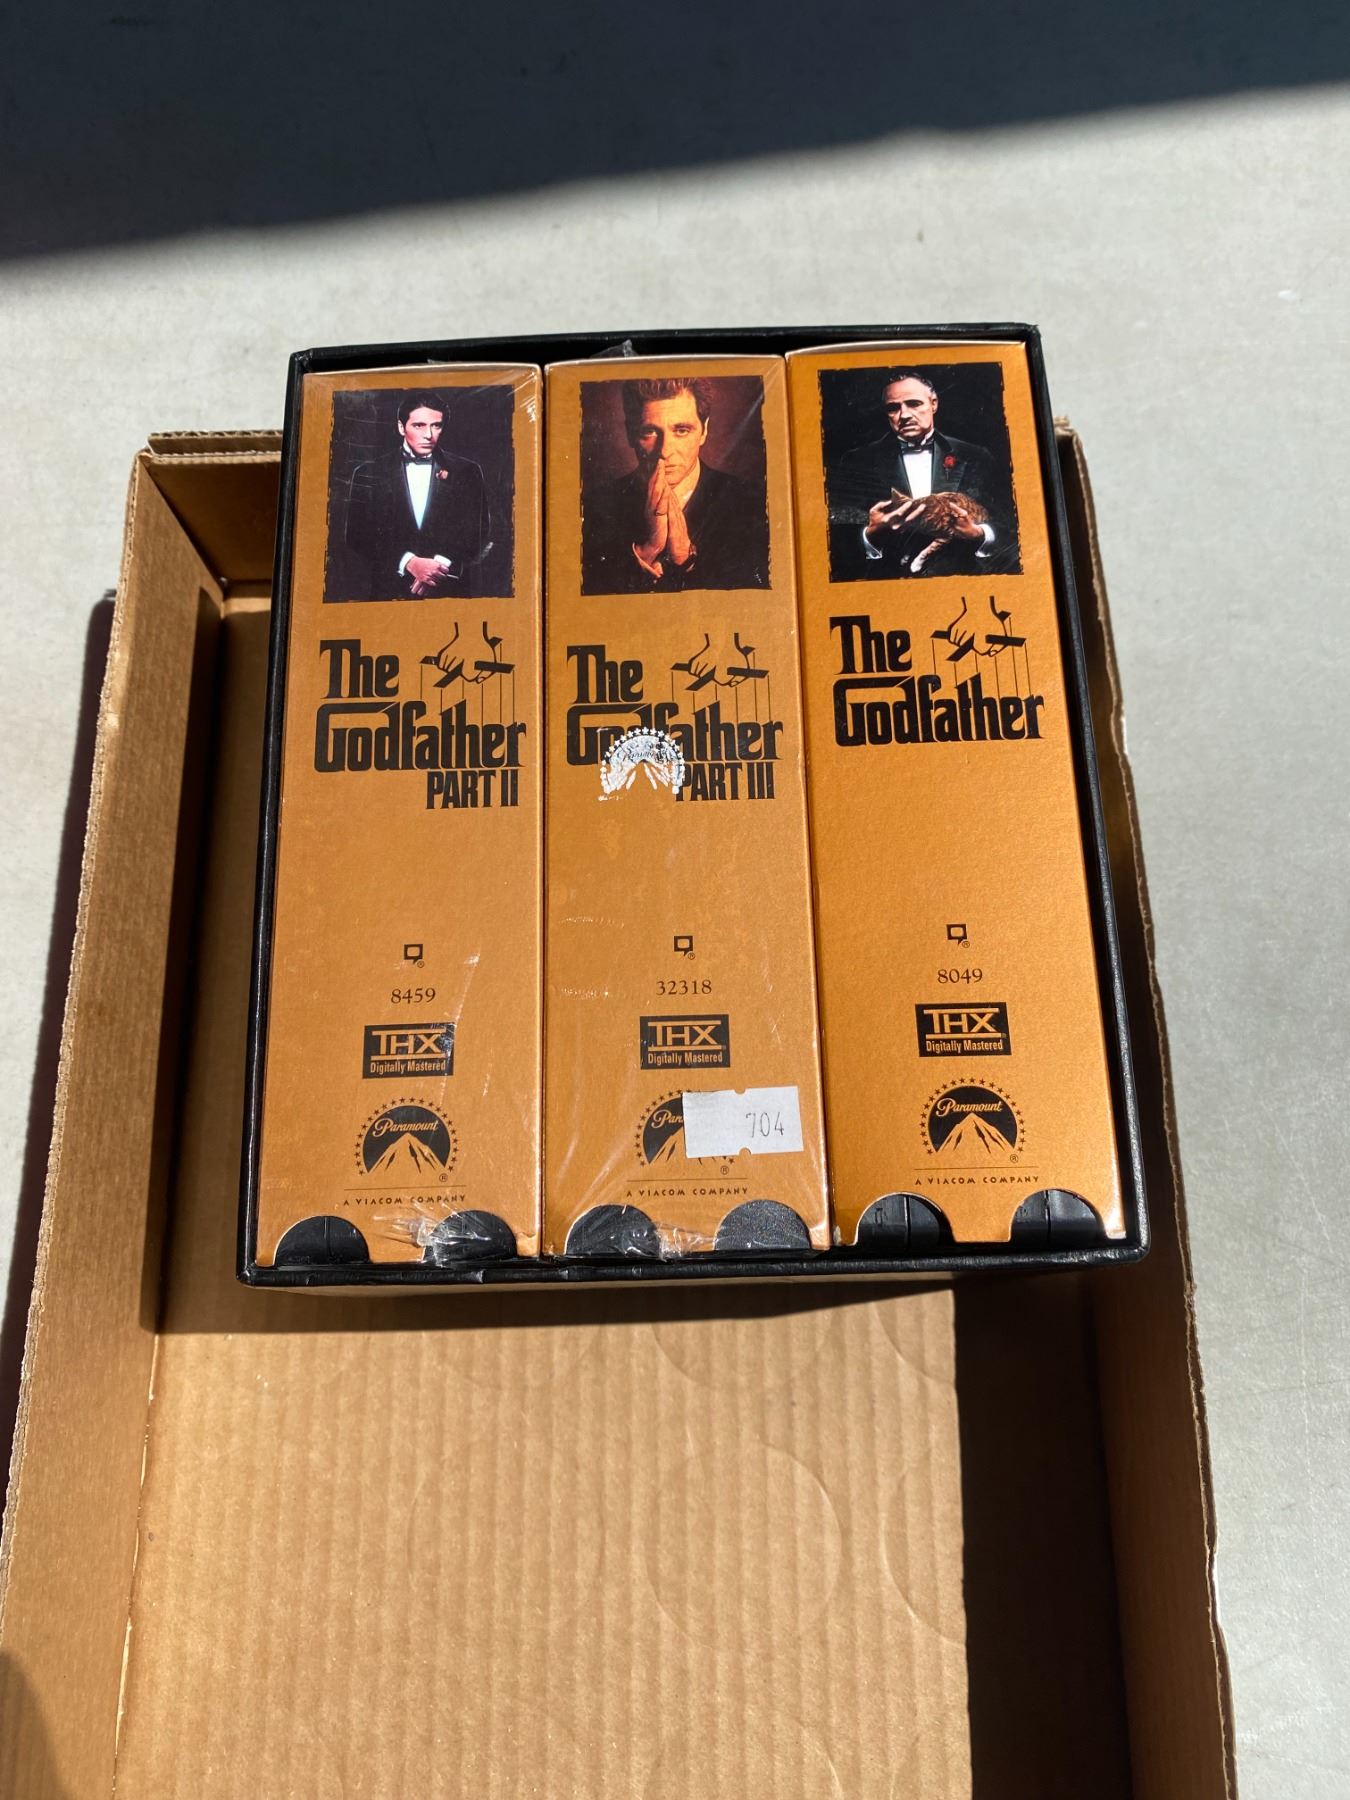 The
Godfather
PART II
8459
THX
Digitally Mastered
Paramount
®
A VIACOM COMPANY
The
Godfather
PART III
Paramount
32318
THX
Digitally Mastered
704
®
A VIACOM COMPANY
The
Godfather
8049
THX
Digitally Mastered
Paramount
®
A VIACOM COMPANY